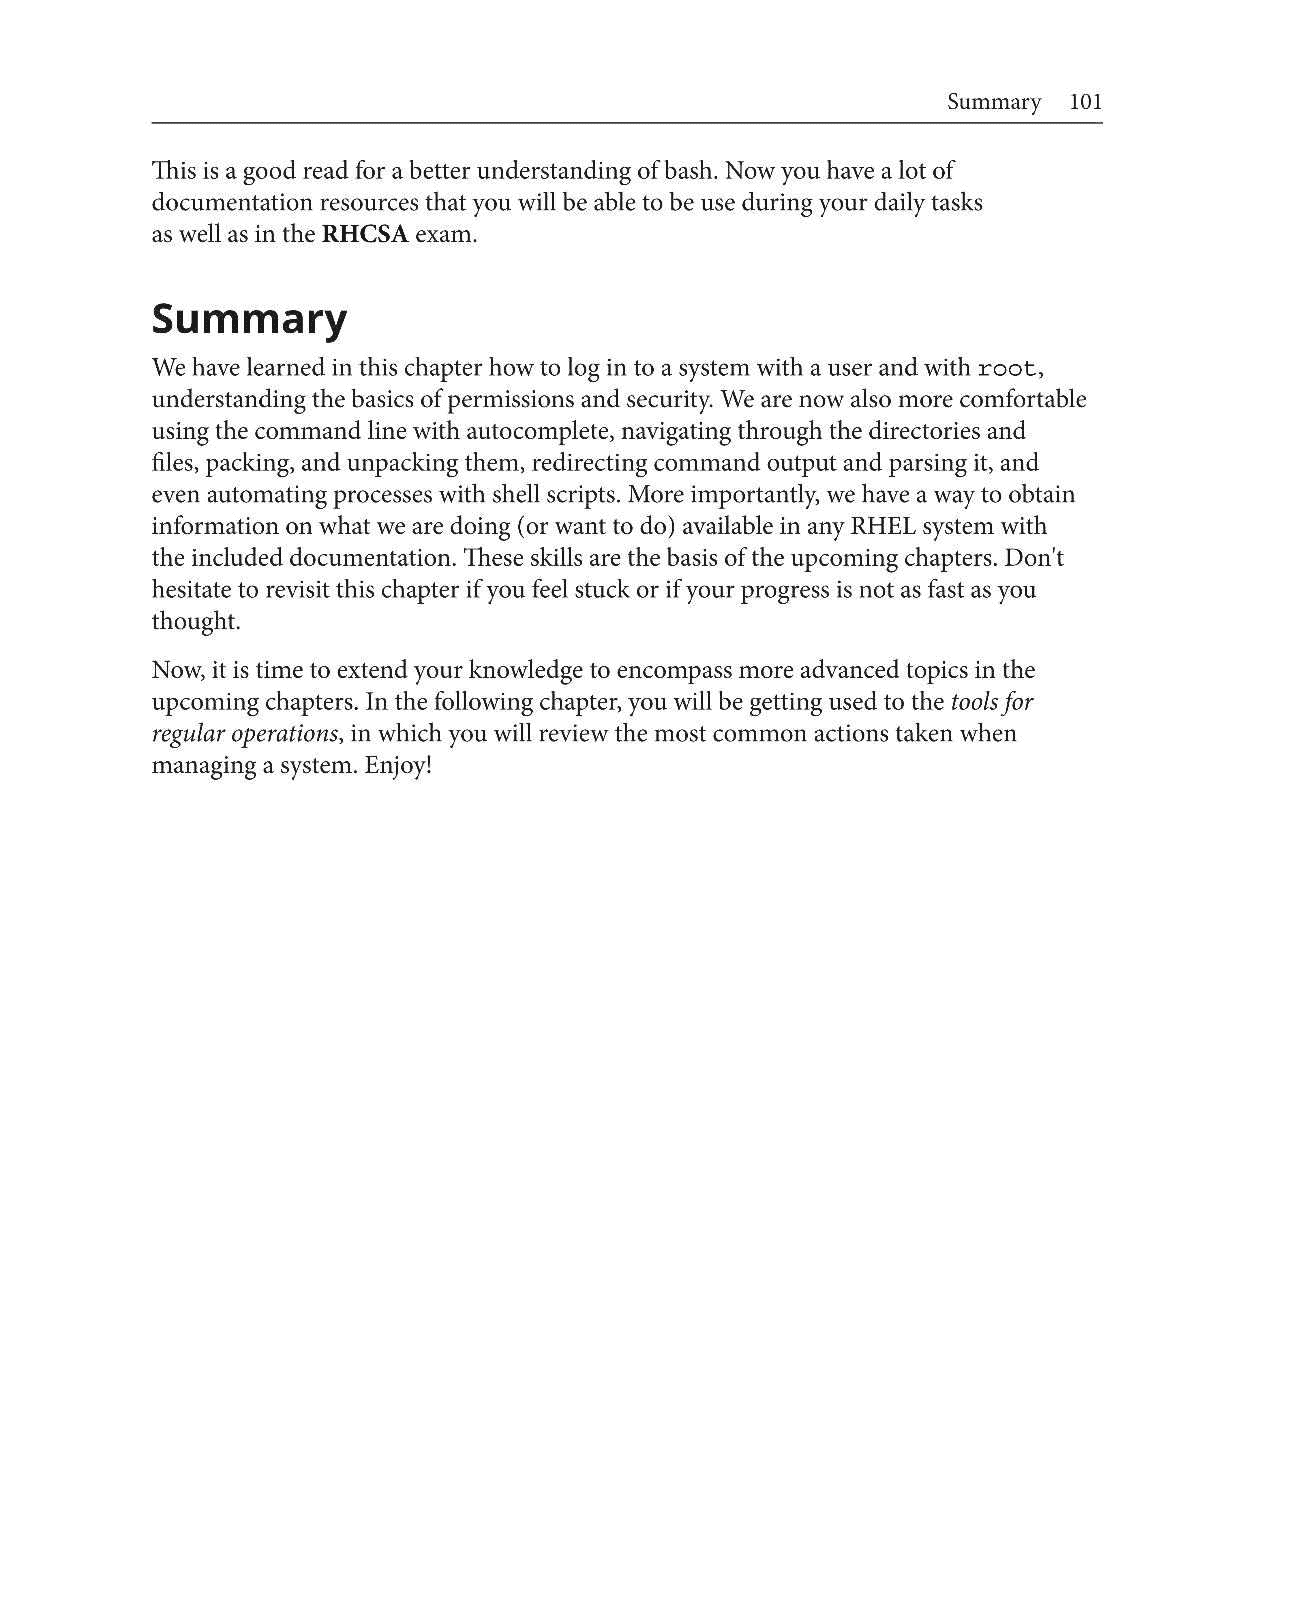 Summary 101
This is a good read for a better understanding of bash. Now you have a lot of
documentation resources that you will be able to be use during your daily tasks
as well as in the RHCSA exam.
Summary
We have learned in this chapter how to log in to a system with a user and with root,
understanding the basics of permissions and security. We are now also more comfortable
using the command line with autocomplete, navigating through the directories and
files, packing, and unpacking them, redirecting command output and parsing it, and
even automating processes with shell scripts. More importantly, we have a way to obtain
information on what we are doing (or want to do) available in any RHEL system with
the included documentation. These skills are the basis of the upcoming chapters. Don't
hesitate to revisit this chapter if you feel stuck or if your progress is not as fast as you
thought.
Now, it is time to extend your knowledge to encompass more advanced topics in the
upcoming chapters. In the following chapter, you will be getting used to the tools for
regular operations, in which you will review the most common actions taken when
managing a system. Enjoy!